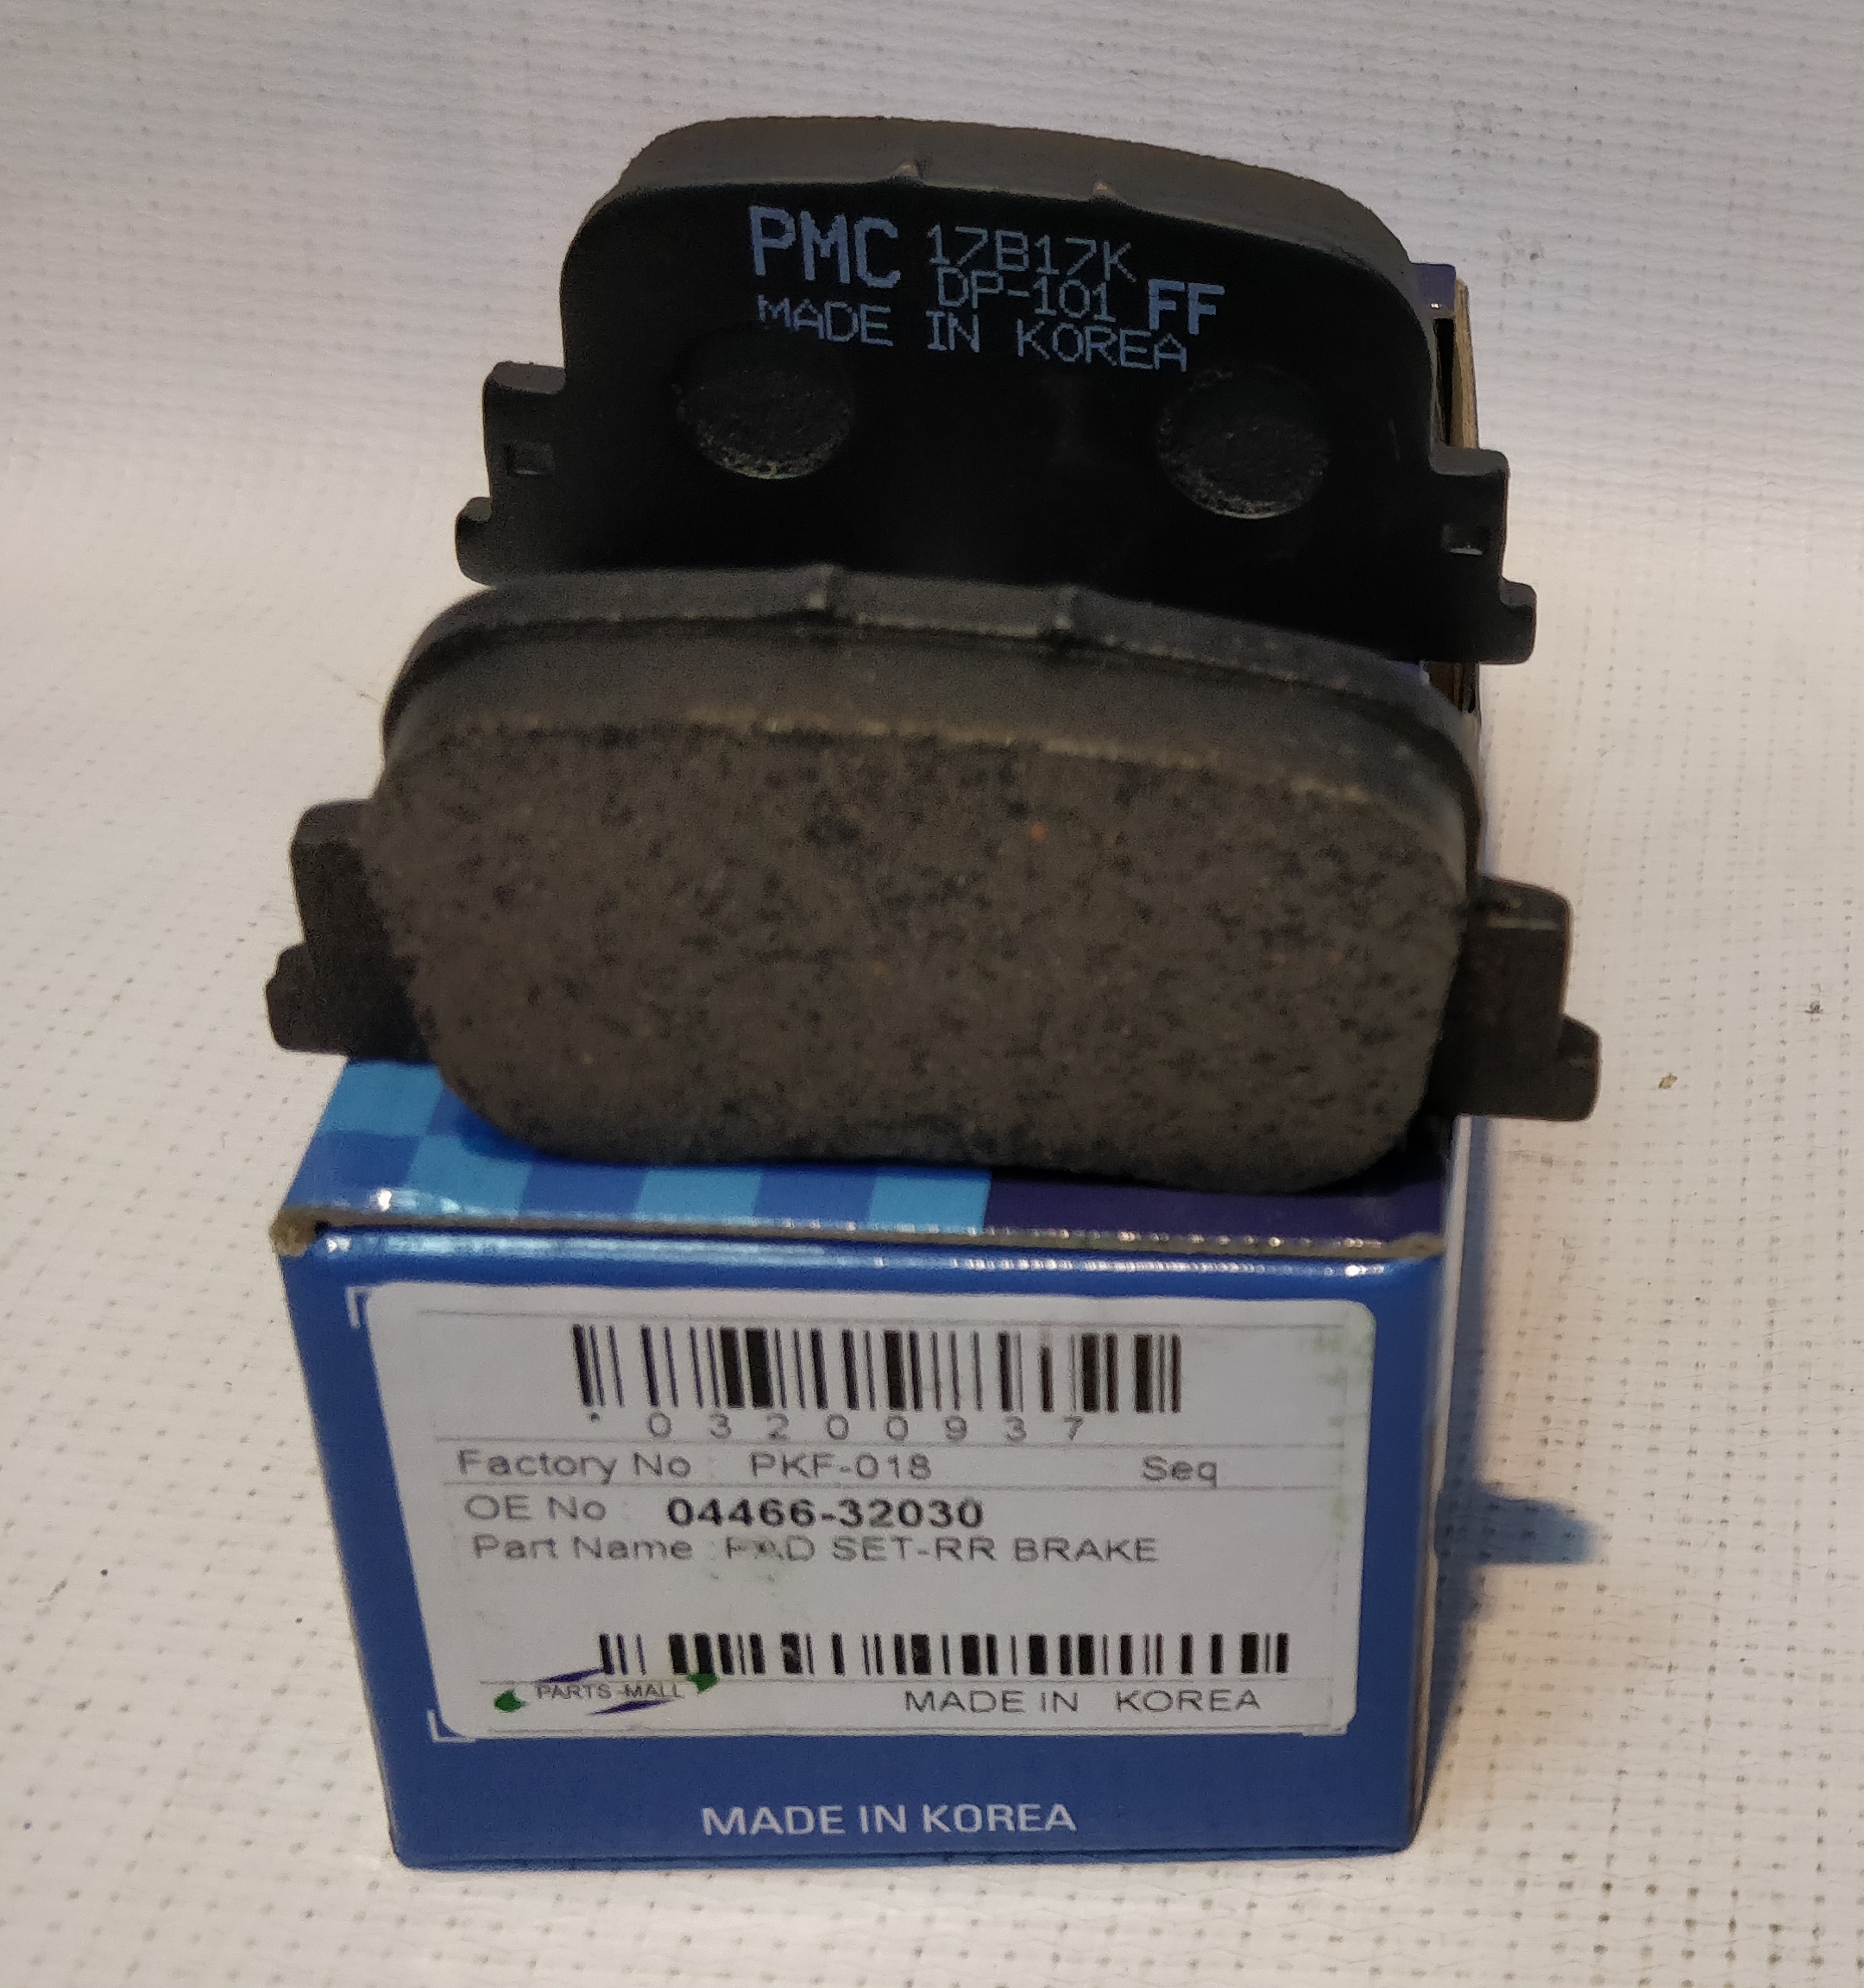 PMC 17B17K
DP-101 FF
MADE IN KOREA
* 03200937
Factory No : PKF-018 Seq
OE No : 04466-32030
Part Name : PAD SET-RR BRAKE
PARTS-MALL
MADE IN KOREA
MADE IN KOREA